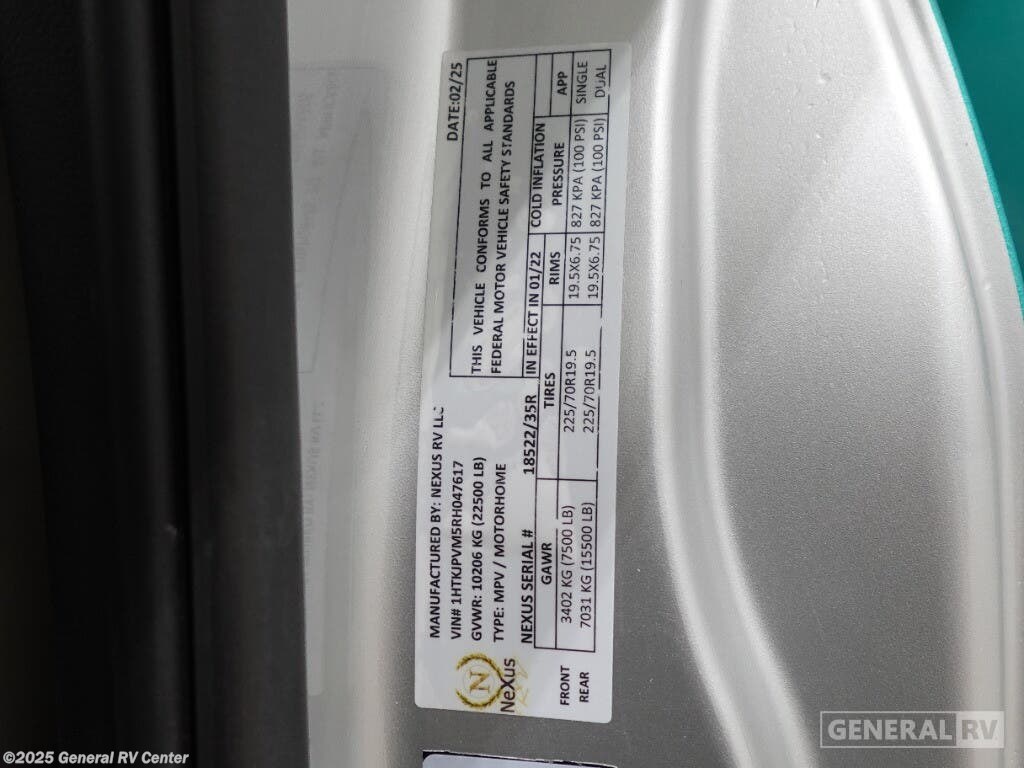 MANUFACTURED BY: NEXUS RV LLC
DATE:02/25
VIN# 1HTKJPVM5RH047617
GVWR: 10206 KG (22500 LB)
TYPE: MPV / MOTORHOME
THIS VEHICLE CONFORMS TO ALL APPLICABLE
FEDERAL MOTOR VEHICLE SAFETY STANDARDS
NEXUS SERIAL # 18522/35R IN EFFECT IN 01/22
GAWR TIRES RIMS COLD INFLATION PRESSURE APP
FRONT 3402 KG (7500 LB) 225/70R19.5 19.5X6.75 827 KPA (100 PSI) SINGLE
REAR 7031 KG (15500 LB) 225/70R19.5 19.5X6.75 827 KPA (100 PSI) DUAL
N
NeXus
RV
GENERAL RV
©2025 General RV Center